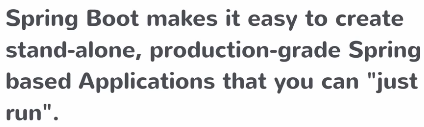 Spring Boot makes it easy to create
stand-alone, production-grade Spring
based Applications that you can "just
run".